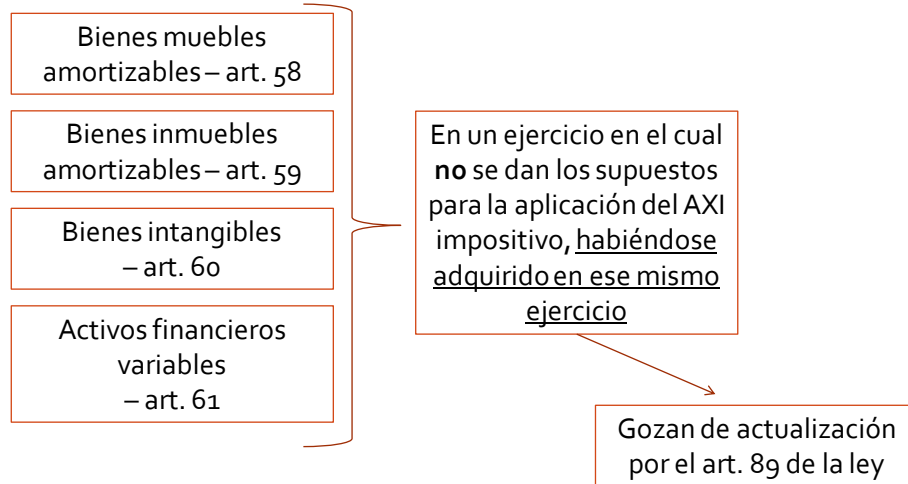 Bienes muebles
amortizables – art. 58
Bienes inmuebles
amortizables – art. 59
Bienes intangibles
– art. 60
Activos financieros
variables
– art. 61
En un ejercicio en el cual
no se dan los supuestos
para la aplicación del AXI
impositivo, habiéndose
adquirido en ese mismo
ejercicio
Gozan de actualización
por el art. 89 de la ley